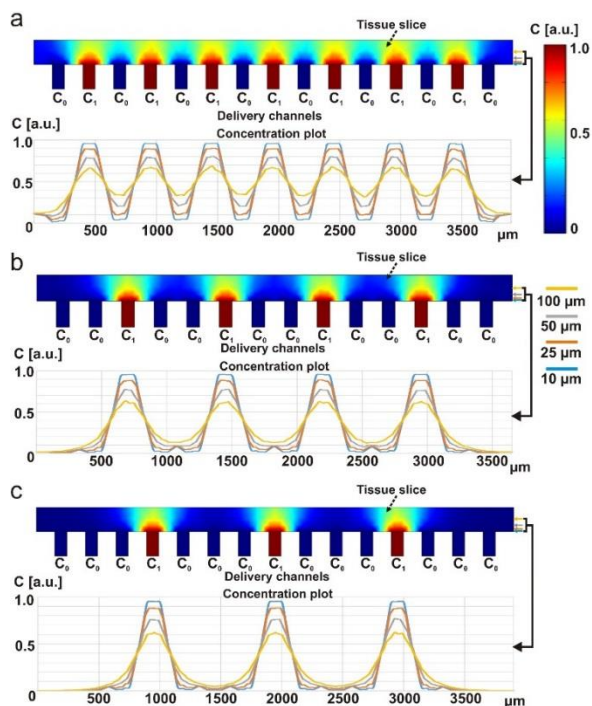 a
Tissue slice
C [a.u.]
1.0
0.5
0
C₀ C₁ C₀ C₁ C₀ C₁ C₀ C₁ C₀ C₁ C₀ C₁ C₀ C₁ C₀
Delivery channels
C [a.u.]
Concentration plot
1.0
0.5
0
500 1000 1500 2000 2500 3000 3500
µm
b
Tissue slice
C₀ C₀ C₁ C₀ C₀ C₁ C₀ C₀ C₁ C₀ C₀ C₁ C₀ C₀
Delivery channels
C [a.u.]
Concentration plot
1.0
0.5
0
500 1000 1500 2000 2500 3000 3500
µm
100 µm
50 µm
25 µm
10 µm
c
Tissue slice
C₀ C₀ C₀ C₁ C₀ C₀ C₀ C₁ C₀ C₀ C₀ C₁ C₀ C₀ C₀
Delivery channels
C [a.u.]
Concentration plot
1.0
0.5
0
500 1000 1500 2000 2500 3000 3500
µm